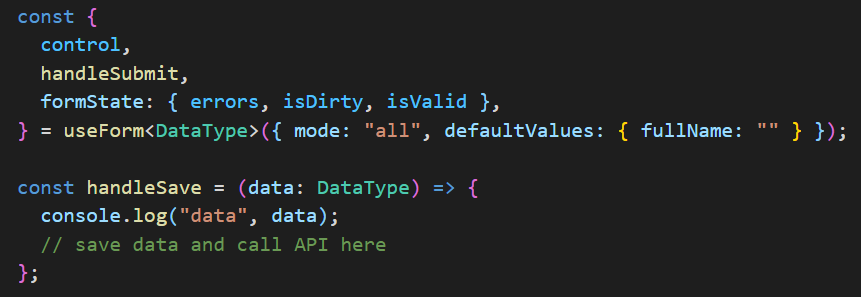 const {
  control,
  handleSubmit,
  formState: { errors, isDirty, isValid },
} = useForm<DataType>({ mode: "all", defaultValues: { fullName: "" } });

const handleSave = (data: DataType) => {
  console.log("data", data);
  // save data and call API here
};